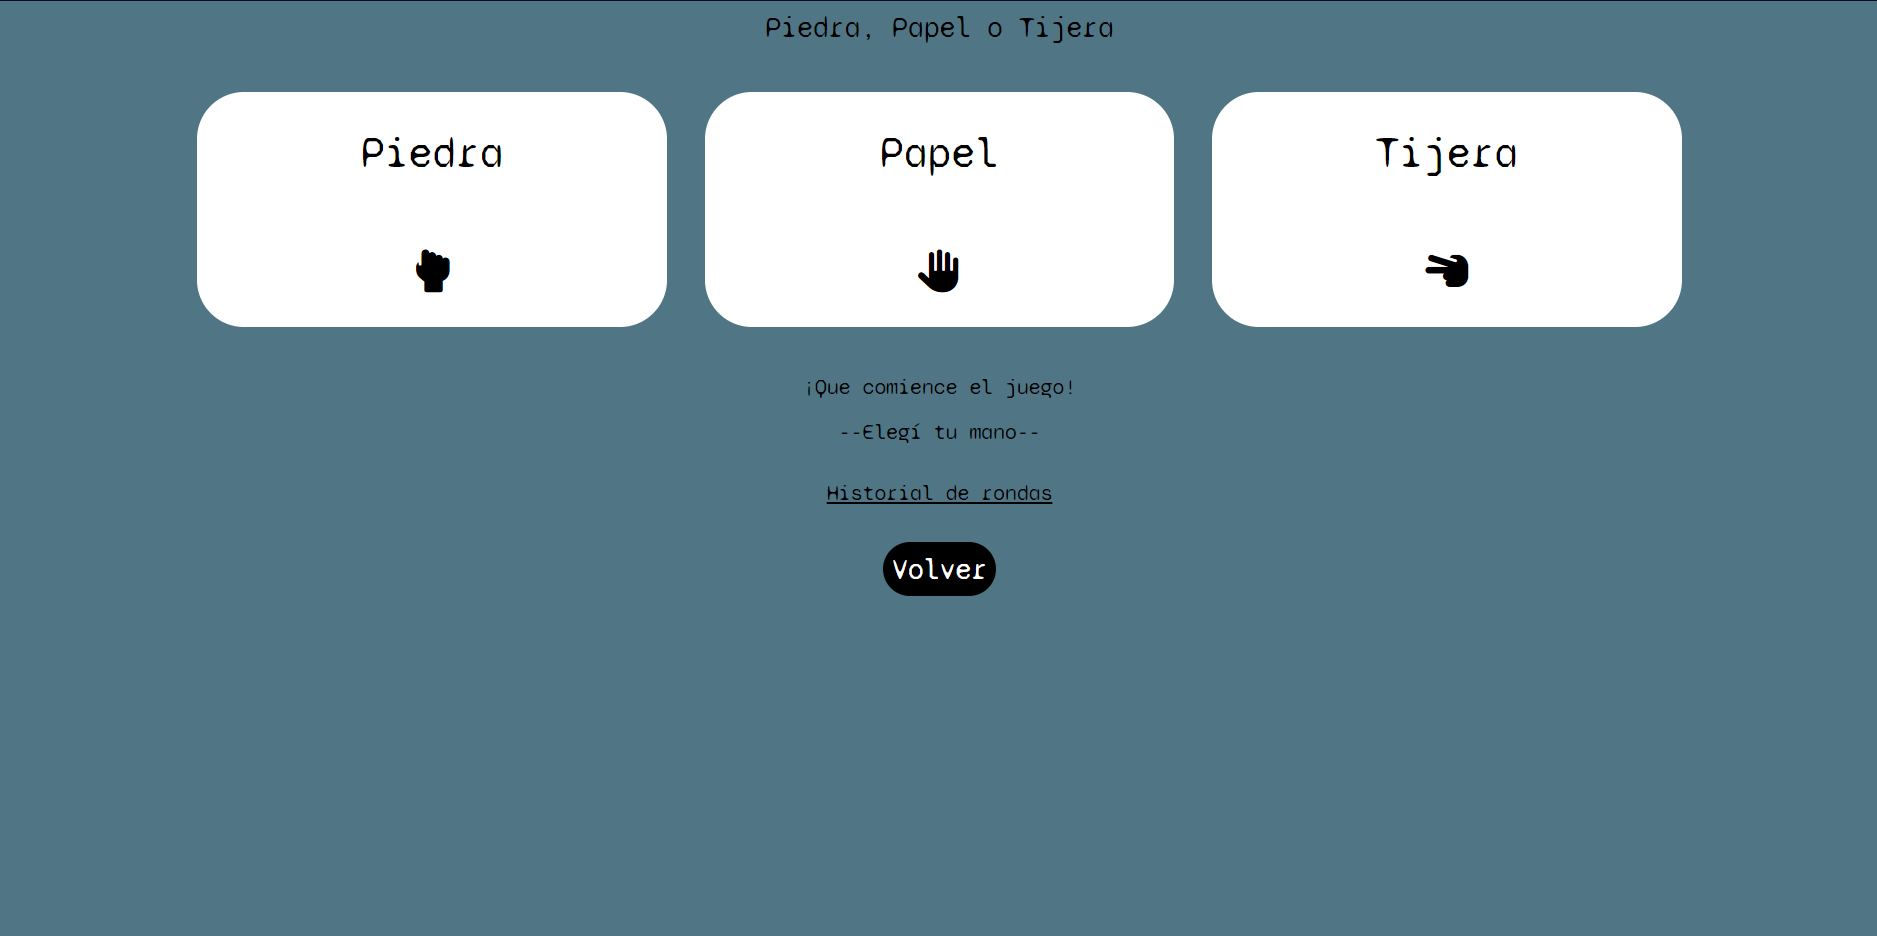 Piedra, Papel o Tijera
Piedra
Papel
Tijera
¡Que comience el juego!
--Elegí tu mano--
Historial de rondas
Volver